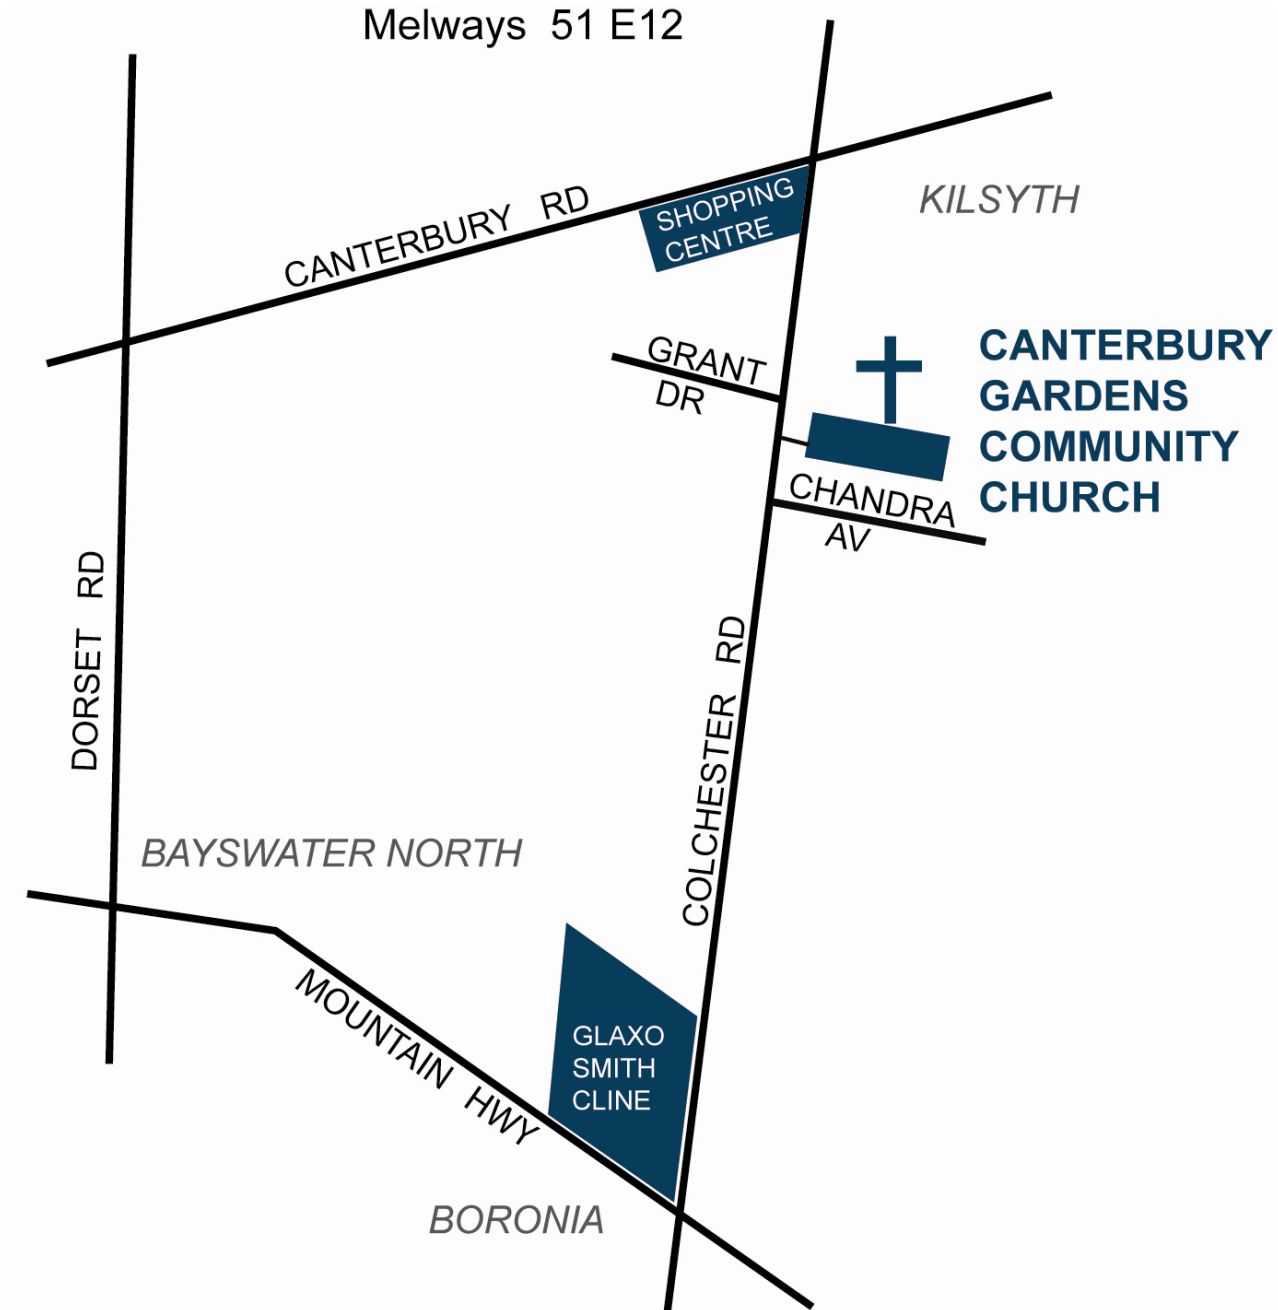 Melways 51 E12
CANTERBURY RD
SHOPPING
CENTRE
KILSYTH
GRANT
DR
CANTERBURY
GARDENS
COMMUNITY
CHURCH
CHANDRA
AV
DORSET RD
COLCHESTER RD
BAYSWATER NORTH
MOUNTAIN HWY
GLAXO
SMITH
CLINE
BORONIA